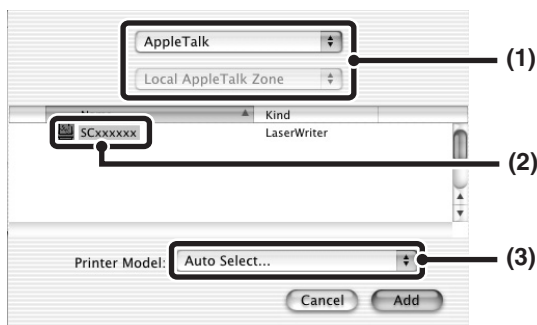 AppleTalk
(1)
Local AppleTalk Zone
Kind
SCxxxxxx LaserWriter
(2)
Printer Model: Auto Select...
(3)
Cancel Add